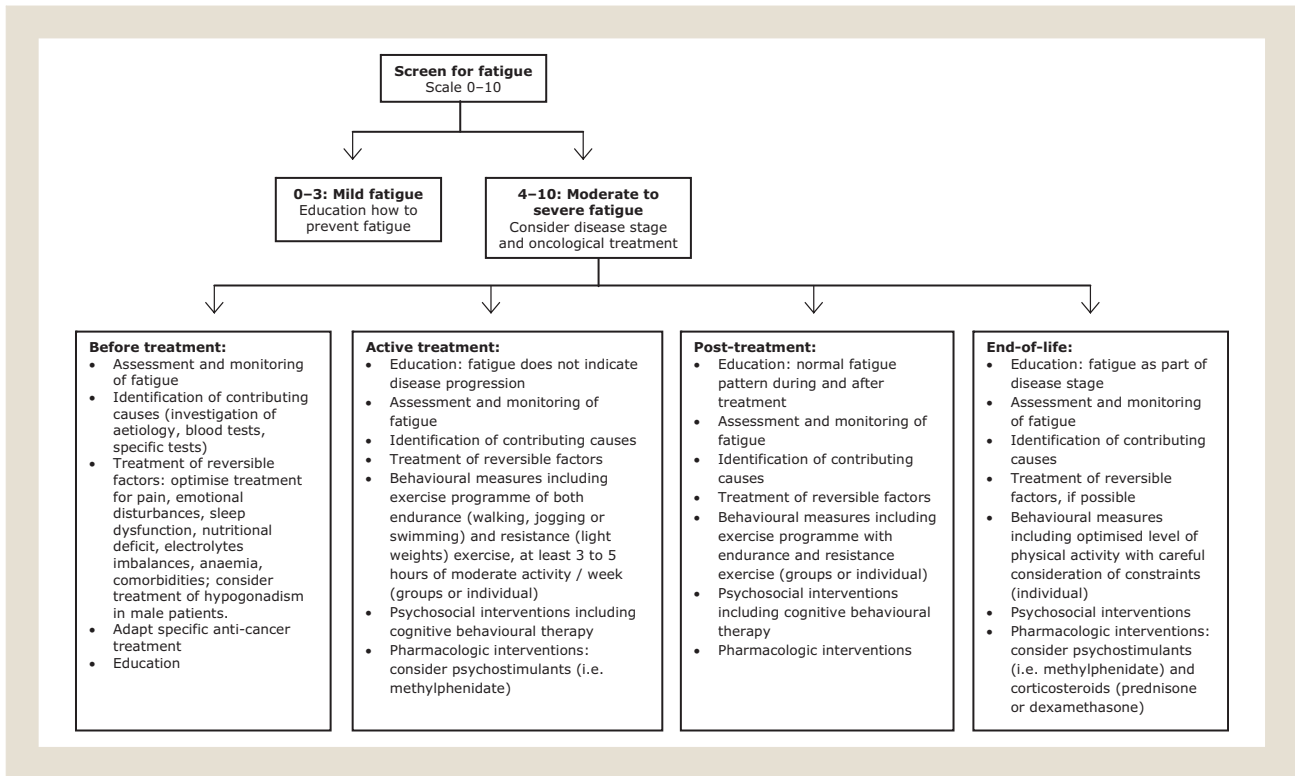 Screen for fatigue
Scale 0–10
0–3: Mild fatigue
Education how to
prevent fatigue
4–10: Moderate to
severe fatigue
Consider disease stage
and oncological treatment
Before treatment:
• Assessment and monitoring
of fatigue
• Identification of contributing
causes (investigation of
aetiology, blood tests,
specific tests)
• Treatment of reversible
factors: optimise treatment
for pain, emotional
disturbances, sleep
dysfunction, nutritional
deficit, electrolytes
imbalances, anaemia,
comorbidities; consider
treatment of hypogonadism
in male patients.
• Adapt specific anti-cancer
treatment
• Education
Active treatment:
• Education: fatigue does not indicate
disease progression
• Assessment and monitoring of
fatigue
• Identification of contributing causes
• Treatment of reversible factors
• Behavioural measures including
exercise programme of both
endurance (walking, jogging or
swimming) and resistance (light
weights) exercise, at least 3 to 5
hours of moderate activity / week
(groups or individual)
• Psychosocial interventions including
cognitive behavioural therapy
• Pharmacologic interventions:
consider psychostimulants (i.e.
methylphenidate)
Post-treatment:
• Education: normal fatigue
pattern during and after
treatment
• Assessment and monitoring of
fatigue
• Identification of contributing
causes
• Treatment of reversible factors
• Behavioural measures including
exercise programme with
endurance and resistance
exercise (groups or individual)
• Psychosocial interventions
including cognitive behavioural
therapy
• Pharmacologic interventions
End-of-life:
• Education: fatigue as part of
disease stage
• Assessment and monitoring
of fatigue
• Identification of contributing
causes
• Treatment of reversible
factors, if possible
• Behavioural measures
including optimised level of
physical activity with careful
consideration of constraints
(individual)
• Psychosocial interventions
• Pharmacologic interventions:
consider psychostimulants
(i.e. methylphenidate) and
corticosteroids (prednisone
or dexamethasone)